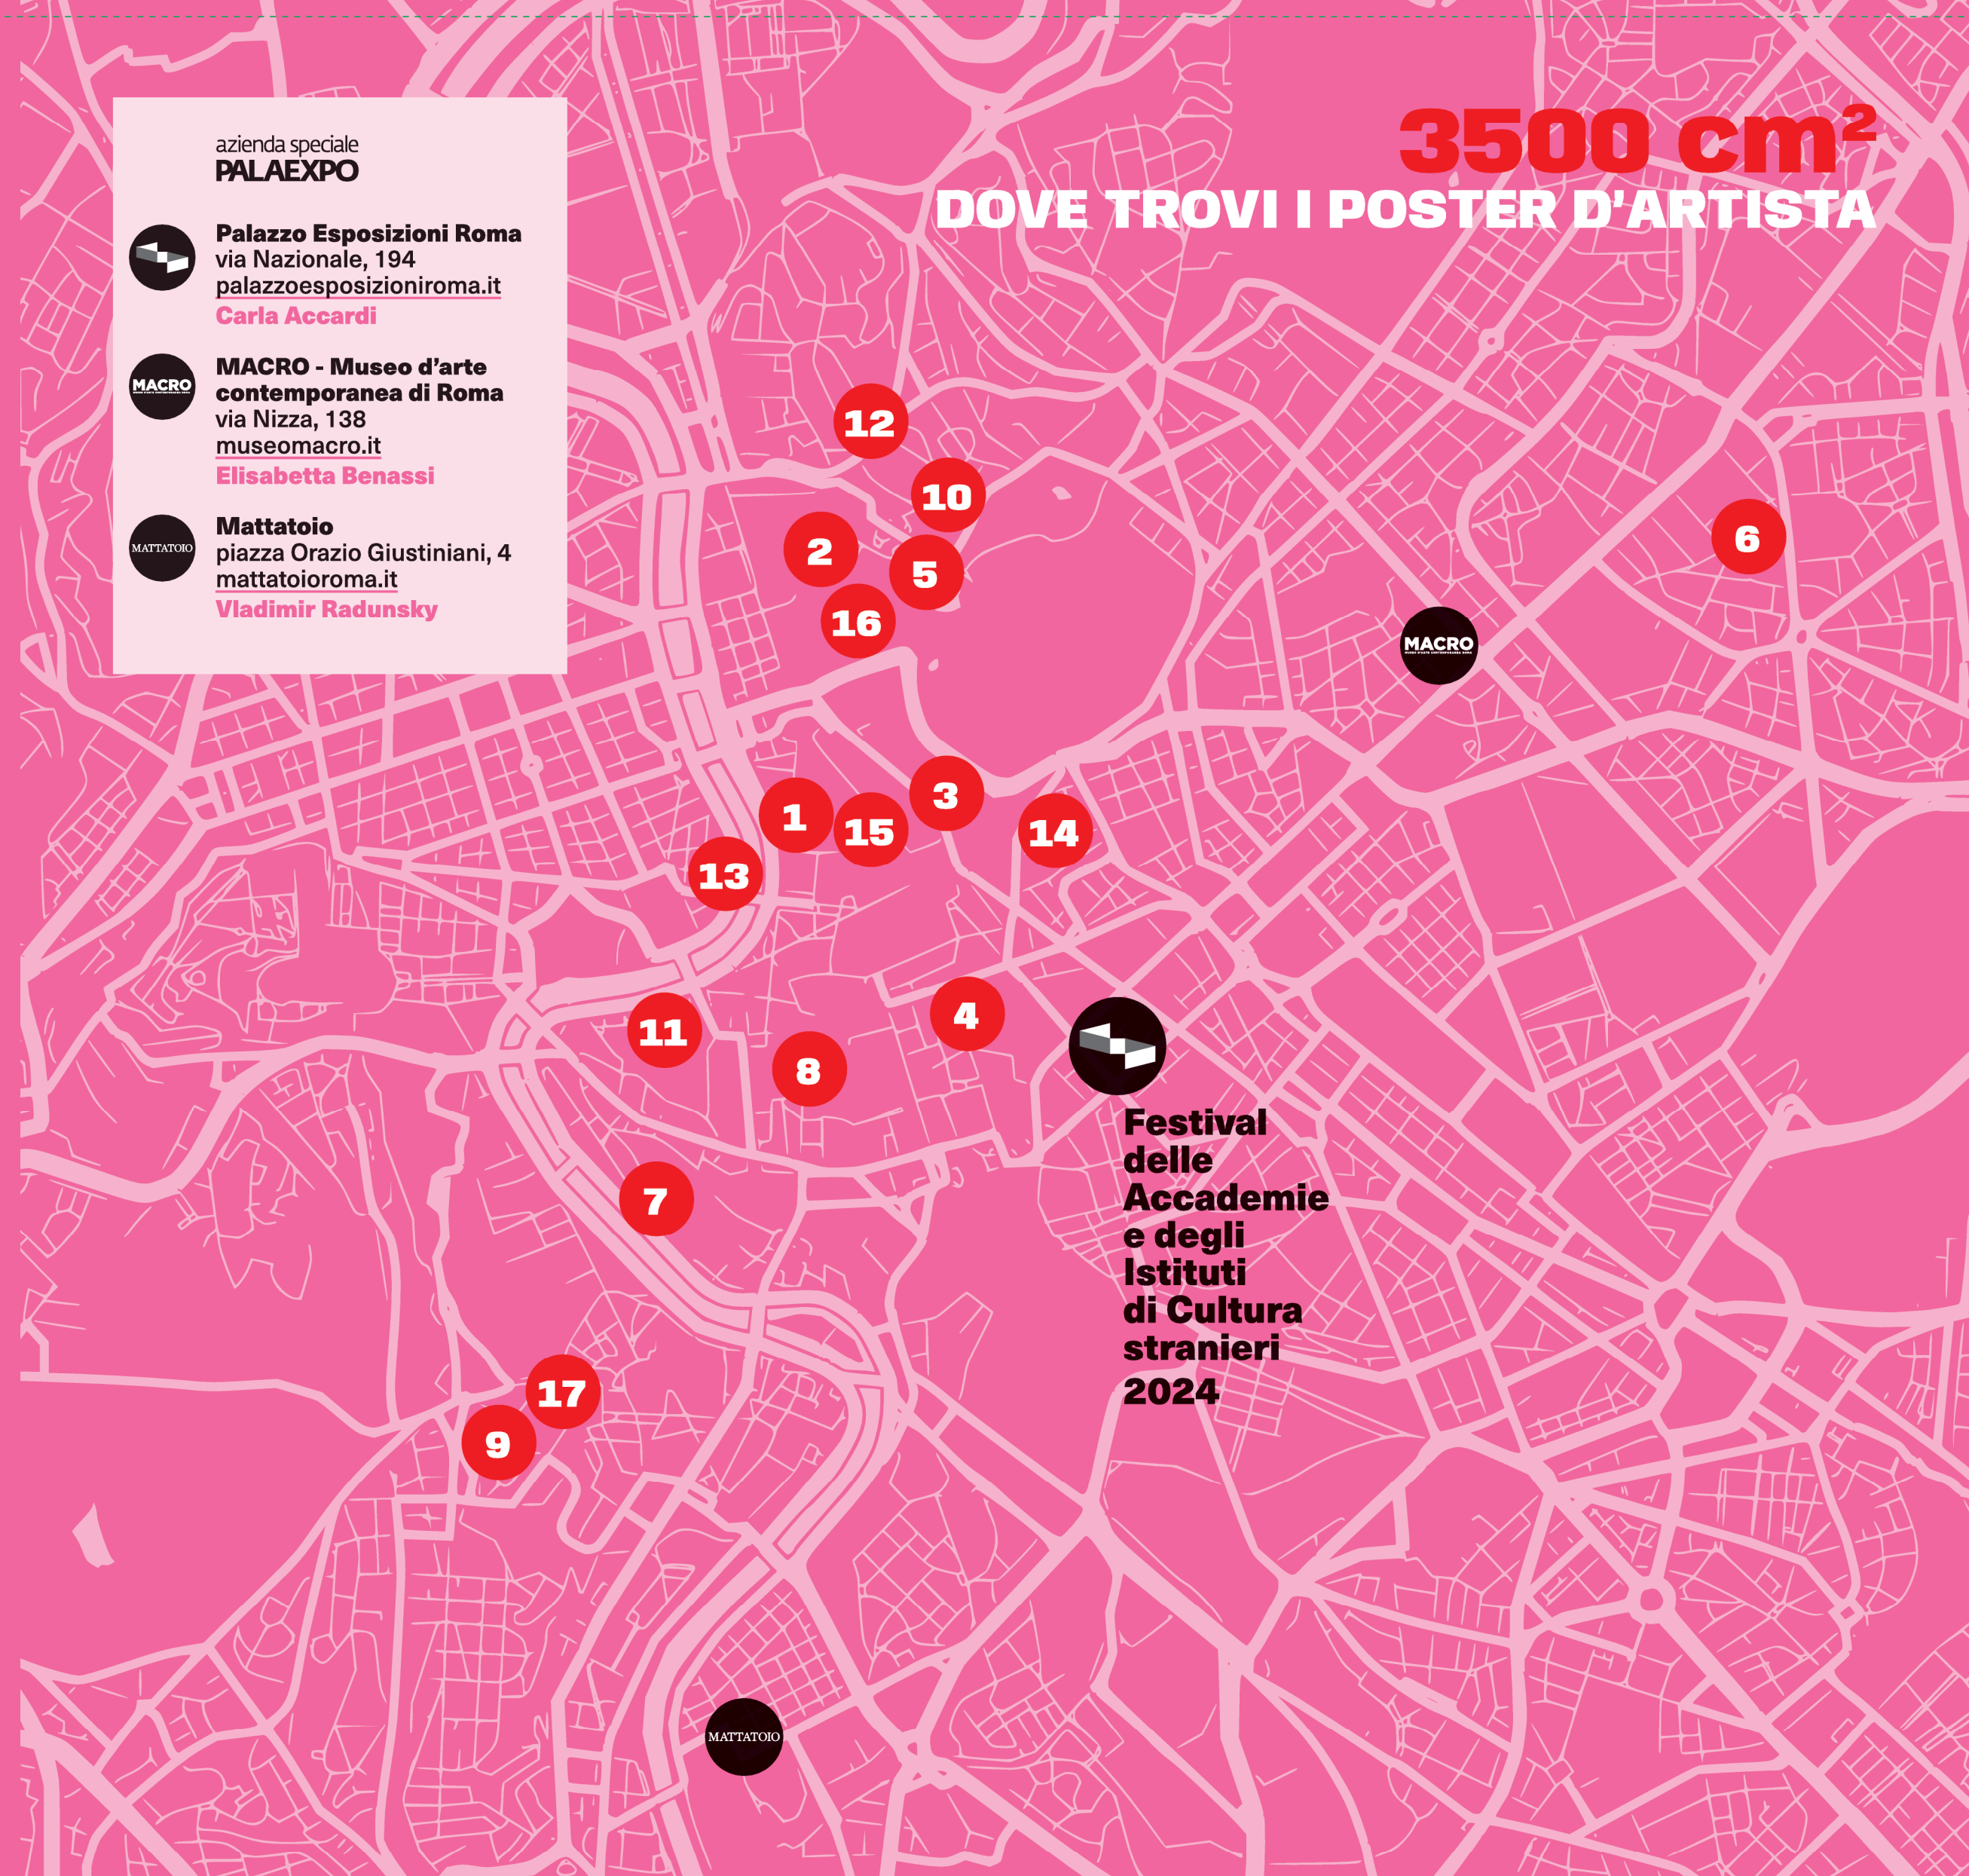 azienda speciale
PALAEXPO
Palazzo Esposizioni Roma
via Nazionale, 194
palazzoesposizioniroma.it
Carla Accardi
MACRO
MACRO - Museo d’arte
contemporanea di Roma
via Nizza, 138
museomacro.it
Elisabetta Benassi
MATTATOIO
Mattatoio
piazza Orazio Giustiniani, 4
mattatoioroma.it
Vladimir Radunsky
3500 cm²
DOVE TROVI I POSTER D’ARTISTA
12
10
2
5
6
16
MACRO
3
1
15
14
13
4
11
8
7
Festival
delle
Accademie
e degli
Istituti
di Cultura
stranieri
2024
17
9
MATTATOIO